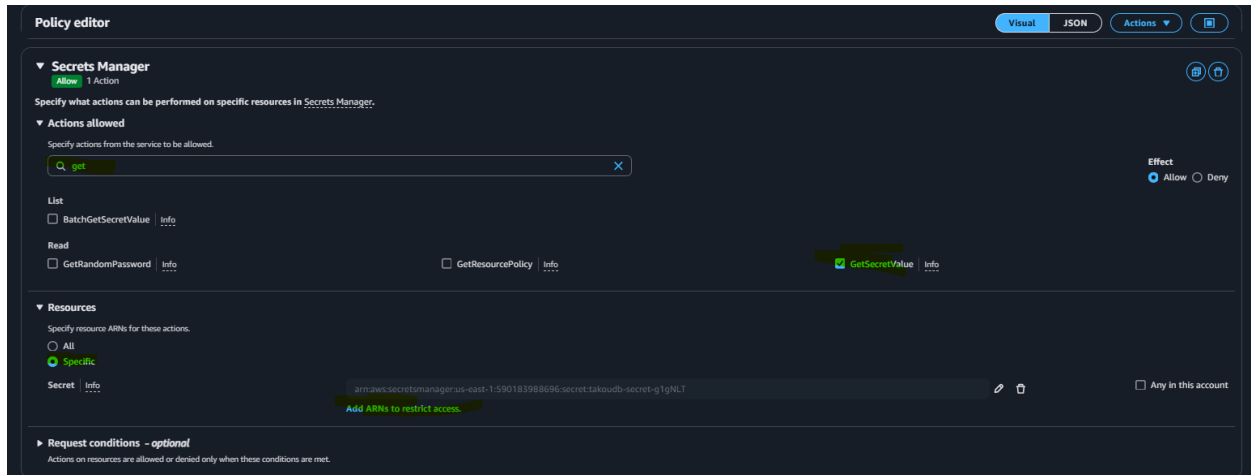 Policy editor
Visual JSON Actions
Secrets Manager
Allow 1 Action
Specify what actions can be performed on specific resources in Secrets Manager.
Actions allowed
Specify actions from the service to be allowed.
get
Effect
Allow Deny
List
BatchGetSecretValue Info
Read
GetRandomPassword Info GetResourcePolicy Info GetSecretValue Info
Resources
Specify resource ARNs for these actions.
All
Specific
Secret Info arn:aws:secretsmanager:us-east-1:590183988696:secret:takoudb-secret-g1gNLT Any in this account
Add ARNs to restrict access.
Request conditions - optional
Actions on resources are allowed or denied only when these conditions are met.